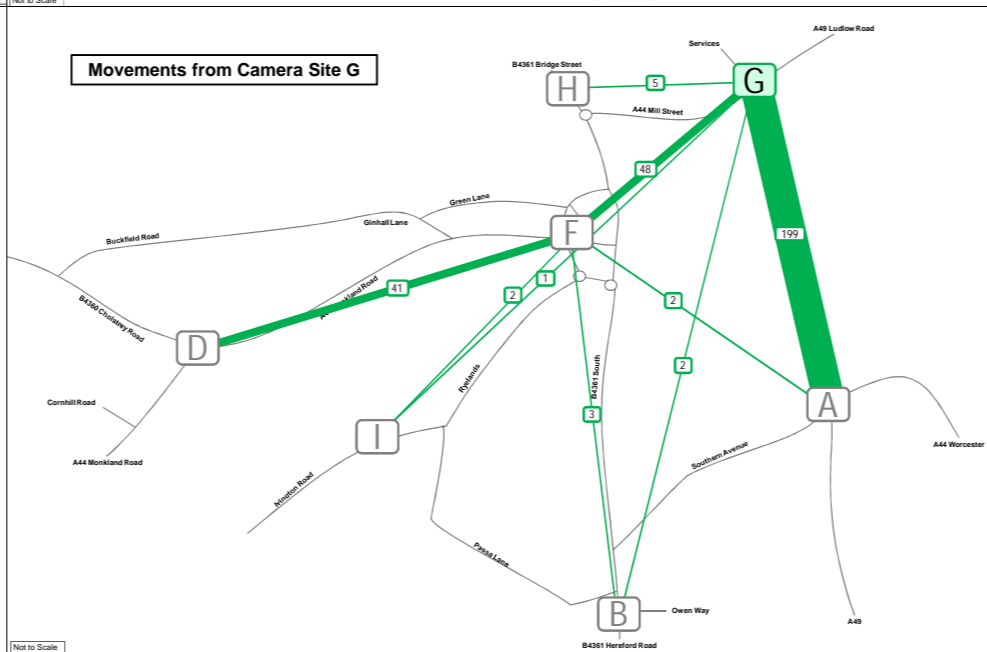 Not to Scale
A49 Ludlow Road
Services
Movements from Camera Site G
B4361 Bridge Street
G
H
5
A44 Mill Street
48
Green Lane
Ginhall Lane
F
199
Buckfield Road
1
41
2
2
B4360 Cholstrey Road
D
2
Ryelands
B4361 South
Cornhill Road
A
3
I
A44 Worcester
Southern Avenue
A44 Monkland Road
Ivington Road
Passa Lane
B
Owen Way
A49
B4361 Hereford Road
Not to Scale